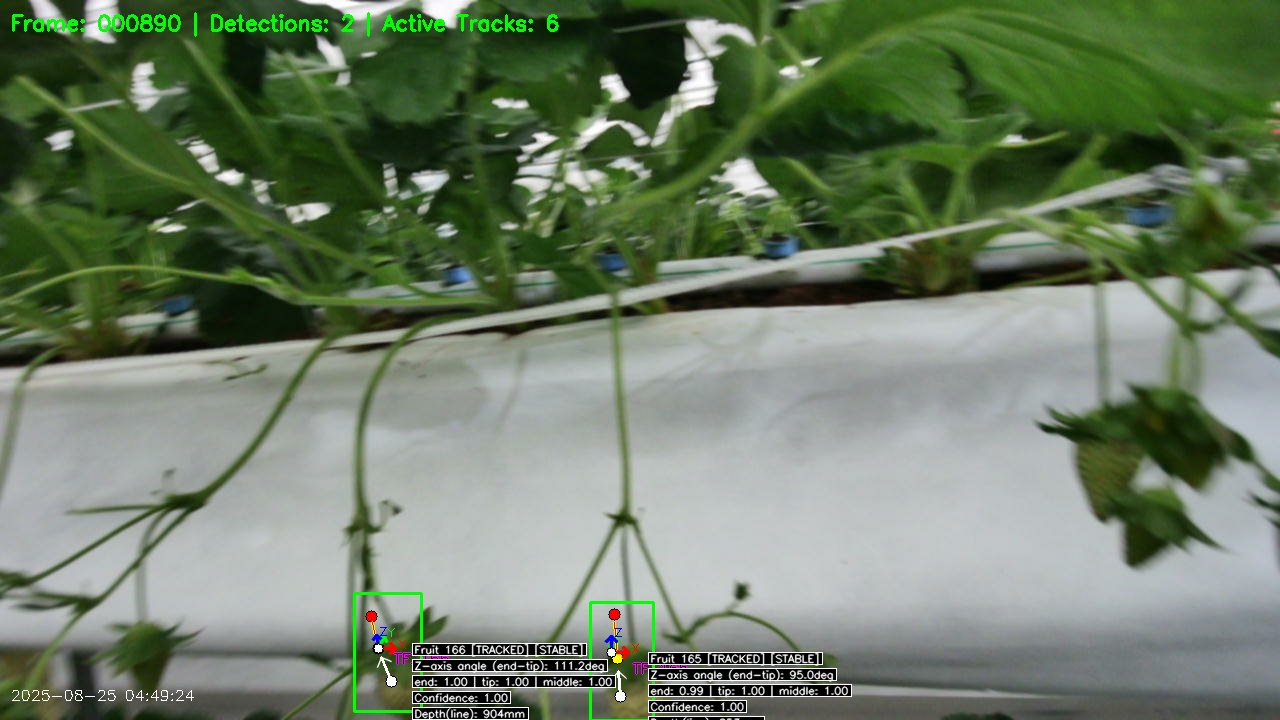 Frame: 000890 | Detections: 2 | Active Tracks: 6
Fruit 166 [TRACKED] [STABLE]
Z-axis angle (end-tip): 111.2deg
end: 1.00 | tip: 1.00 | middle: 1.00
Confidence: 1.00
Depth(line): 904mm
Fruit 165 [TRACKED] [STABLE]
Z-axis angle (end-tip): 95.0deg
end: 0.99 | tip: 1.00 | middle: 1.00
Confidence: 1.00
2025-08-25 04:49:24